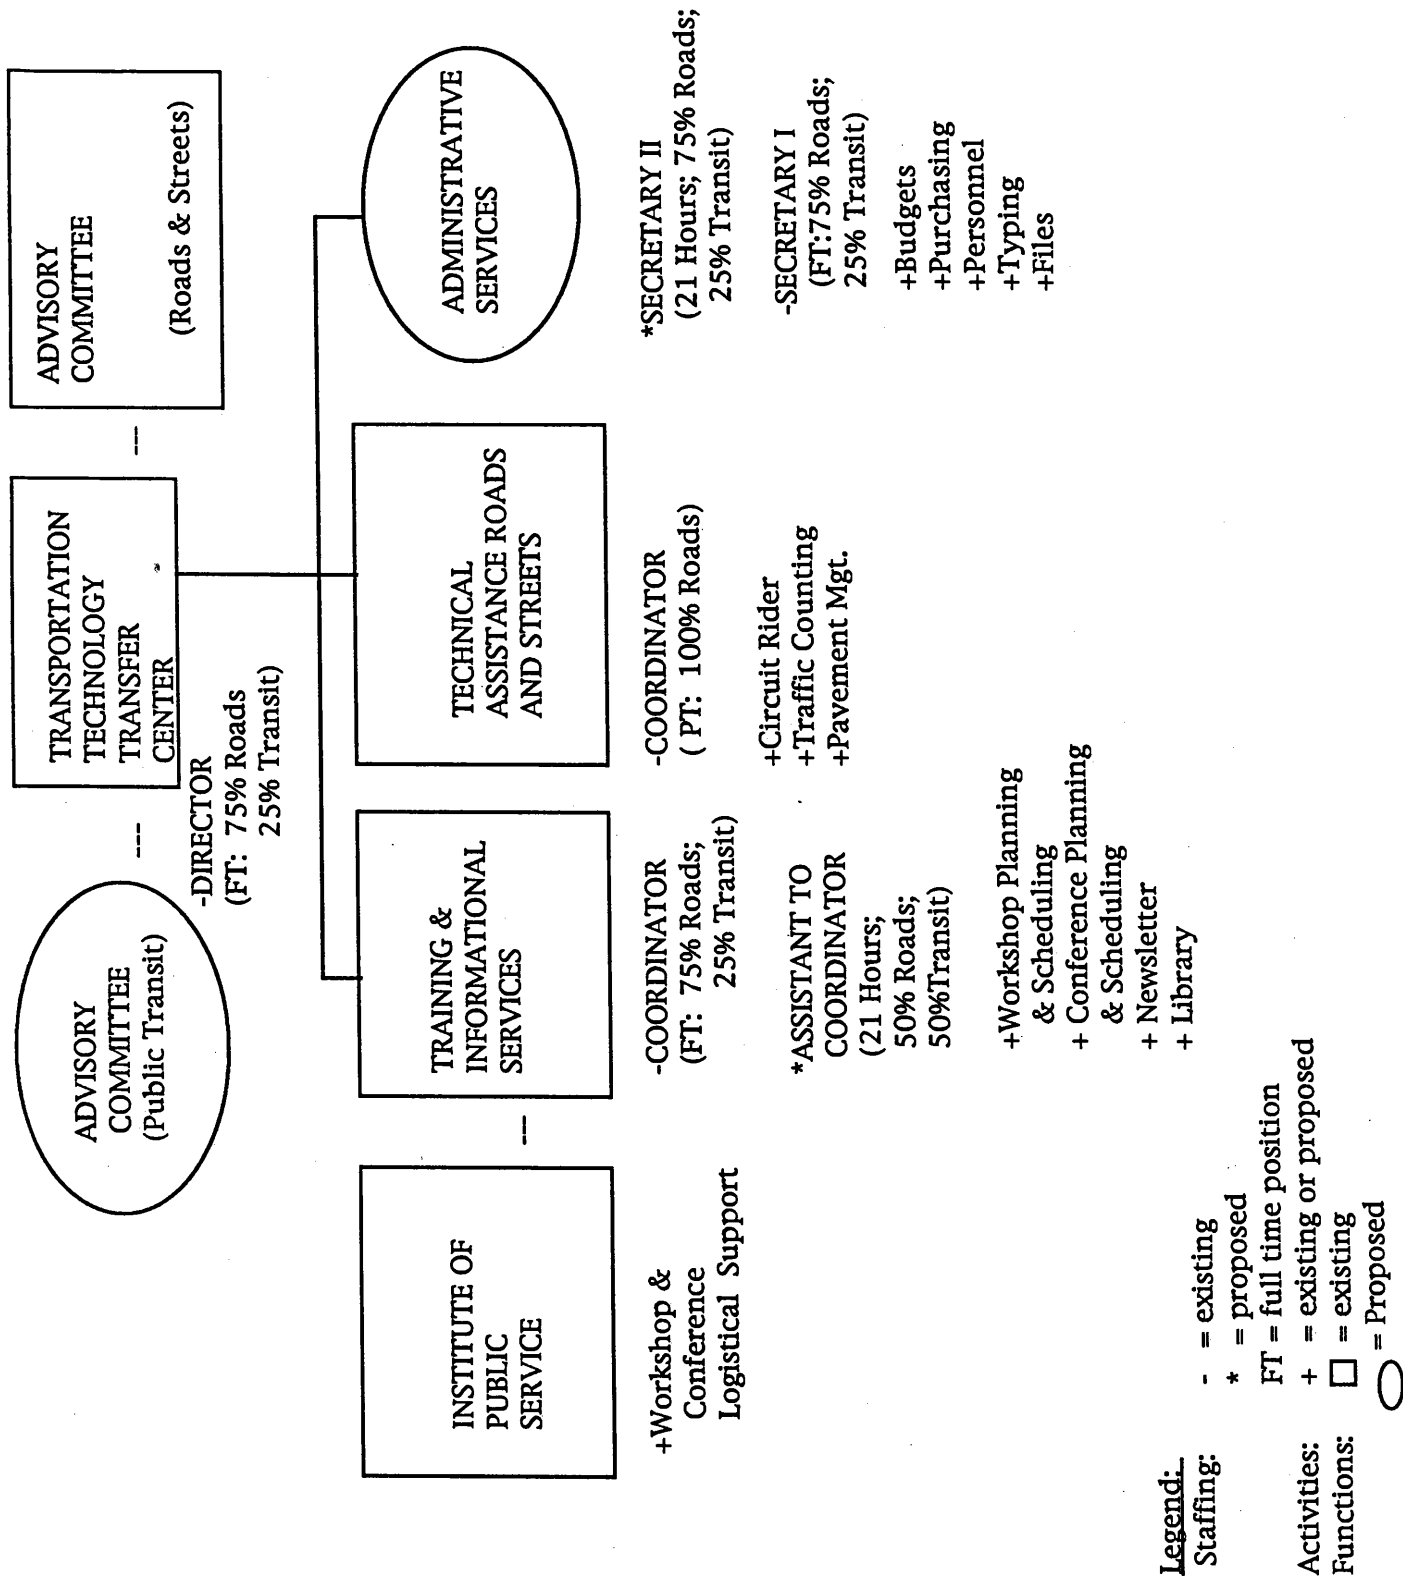 ADVISORY
COMMITTEE
(Public Transit)
---
TRANSPORTATION
TECHNOLOGY
TRANSFER
CENTER
---
ADVISORY
COMMITTEE
(Roads & Streets)
-DIRECTOR
(FT: 75% Roads
25% Transit)
INSTITUTE OF
PUBLIC
SERVICE
---
TRAINING &
INFORMATIONAL
SERVICES
TECHNICAL
ASSISTANCE ROADS
AND STREETS
ADMINISTRATIVE
SERVICES
+Workshop &
Conference
Logistical Support
-COORDINATOR
(FT: 75% Roads;
25% Transit)
*ASSISTANT TO
COORDINATOR
(21 Hours;
50% Roads;
50%Transit)
+Workshop Planning
& Scheduling
+ Conference Planning
& Scheduling
+ Newsletter
+ Library
-COORDINATOR
( PT: 100% Roads)
+Circuit Rider
+Traffic Counting
+Pavement Mgt.
*SECRETARY II
(21 Hours; 75% Roads;
25% Transit)
-SECRETARY I
(FT:75% Roads;
25% Transit)
+Budgets
+Purchasing
+Personnel
+Typing
+Files
Legend:
Staffing: - = existing
* = proposed
FT = full time position
Activities: + = existing or proposed
Functions: □ = existing
○ = Proposed